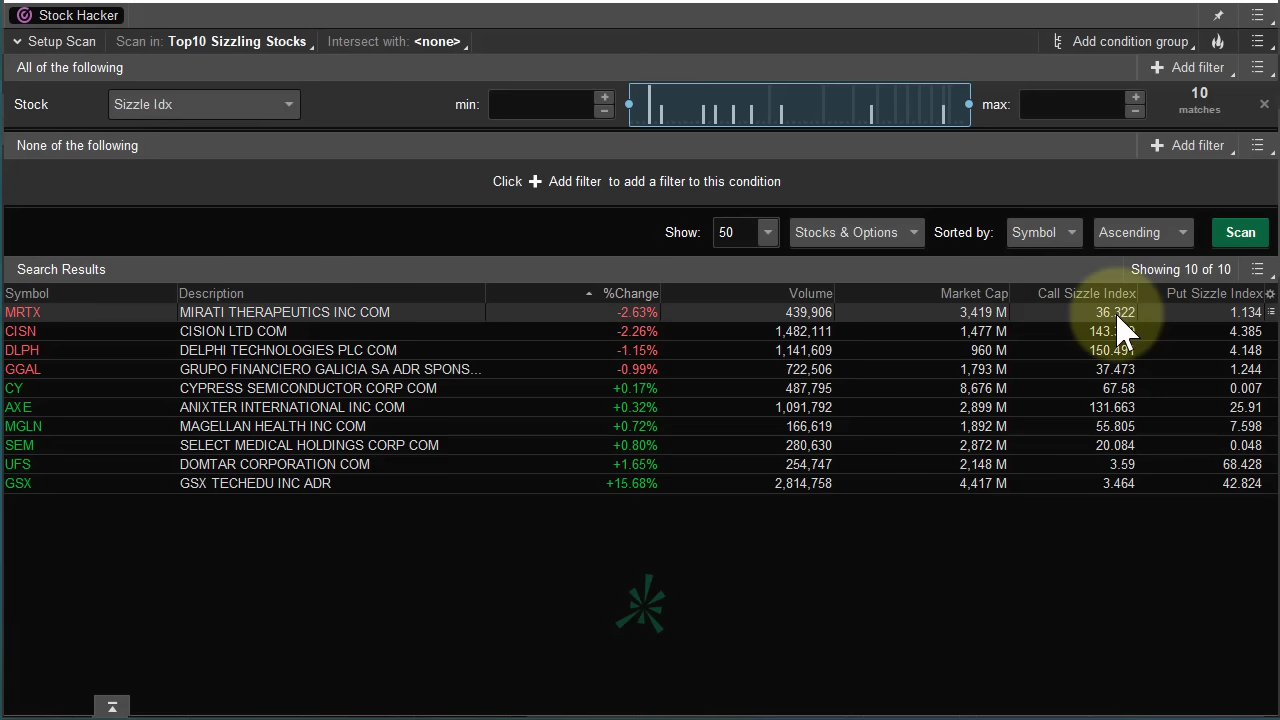 Stock Hacker
Setup Scan Scan in: Top10 Sizzling Stocks Intersect with: <none> Add condition group
All of the following Add filter
Stock Sizzle Idx min: max: 10 matches
None of the following Add filter
Click Add filter to add a filter to this condition
Show: 50 Stocks & Options Sorted by: Symbol Ascending Scan
Search Results Showing 10 of 10
Symbol Description %Change Volume Market Cap Call Sizzle Index Put Sizzle Index
MRTX MIRATI THERAPEUTICS INC COM -2.63% 439,906 3,419 M 36.322 1.134
CISN CISION LTD COM -2.26% 1,482,111 1,477 M 4.385
DLPH DELPHI TECHNOLOGIES PLC COM -1.15% 1,141,609 960 M 150.491 4.148
GGAL GRUPO FINANCIERO GALICIA SA ADR SPONS... -0.99% 722,506 1,793 M 37.473 1.244
CY CYPRESS SEMICONDUCTOR CORP COM +0.17% 487,795 8,676 M 67.58 0.007
AXE ANIXTER INTERNATIONAL INC COM +0.32% 1,091,792 2,899 M 131.663 25.91
MGLN MAGELLAN HEALTH INC COM +0.72% 166,619 1,892 M 55.805 7.598
SEM SELECT MEDICAL HOLDINGS CORP COM +0.80% 280,630 2,872 M 20.084 0.048
UFS DOMTAR CORPORATION COM +1.65% 254,747 2,148 M 3.59 68.428
GSX GSX TECHEDU INC ADR +15.68% 2,814,758 4,417 M 3.464 42.824